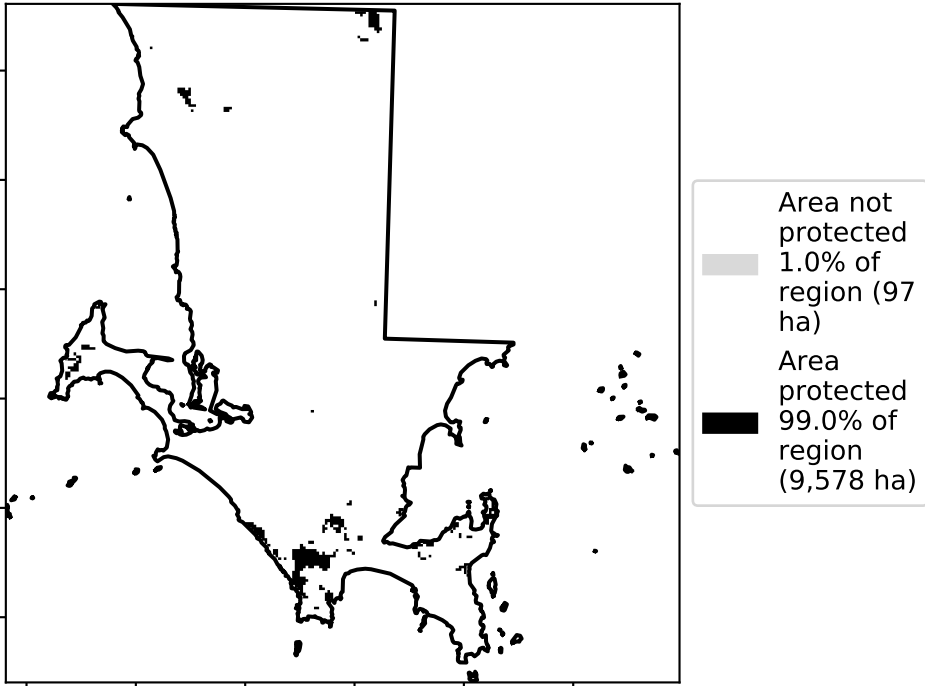 Area not
protected
1.0% of
region (97
ha)
Area
protected
99.0% of
region
(9,578 ha)